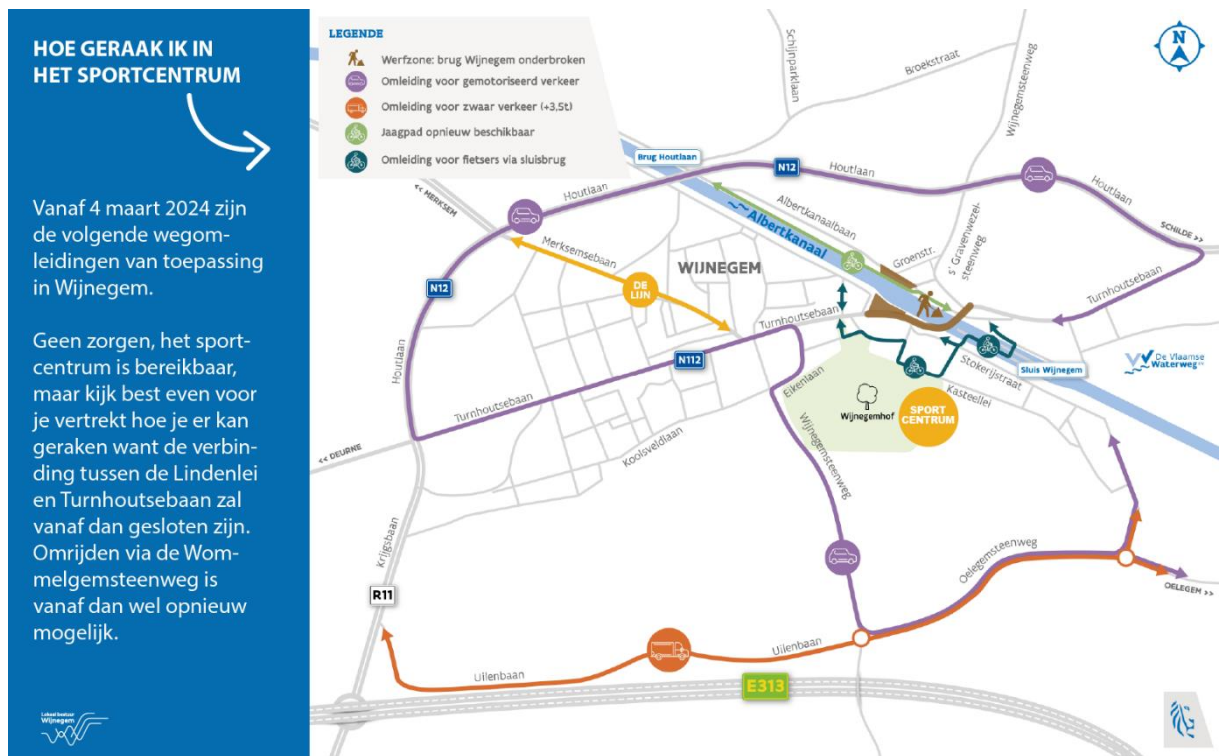 HOE GERAAK IK IN
HET SPORTCENTRUM
Vanaf 4 maart 2024 zijn
de volgende wegom-
leidingen van toepassing
in Wijnegem.
Geen zorgen, het sport-
centrum is bereikbaar,
maar kijk best even voor
je vertrekt hoe je er kan
geraken want de verbin-
ding tussen de Lindenlei
en Turnhoutsebaan zal
vanaf dan gesloten zijn.
Omrijden via de Wom-
melgemsteenweg is
vanaf dan wel opnieuw
mogelijk.
Lokaal bestuur
Wijnegem
LEGENDE
Werfzone: brug Wijnegem onderbroken
Omleiding voor gemotoriseerd verkeer
Omleiding voor zwaar verkeer (+3,5t)
Jaagpad opnieuw beschikbaar
Omleiding voor fietsers via sluisbrug
N
Schijnparklaan
Broekstraat
Wijnegemsteenweg
Brug Houtlaan
N12
Houtlaan
Houtlaan
Houtlaan
<< MERKSEM
SCHILDE >>
Albertkanaalbaan
Albertkanaal
Merksemsebaan
WIJNEGEM
Groenstr.
s' Gravenwezel-
steenweg
DE
LIJN
N12
Turnhoutsebaan
Turnhoutsebaan
Houtlaan
N112
Turnhoutsebaan
Stokerijstraat
Sluis Wijnegem
De Vlaamse
Waterweg nv
Eikenlaan
Kasteellei
Wijnegemhof
SPORT
CENTRUM
<< DEURNE
Koolsveldlaan
Wijnegemsteenweg
Krijgsbaan
Oelegemsteenweg
OELEGEM >>
R11
Uilenbaan
Uilenbaan
E313